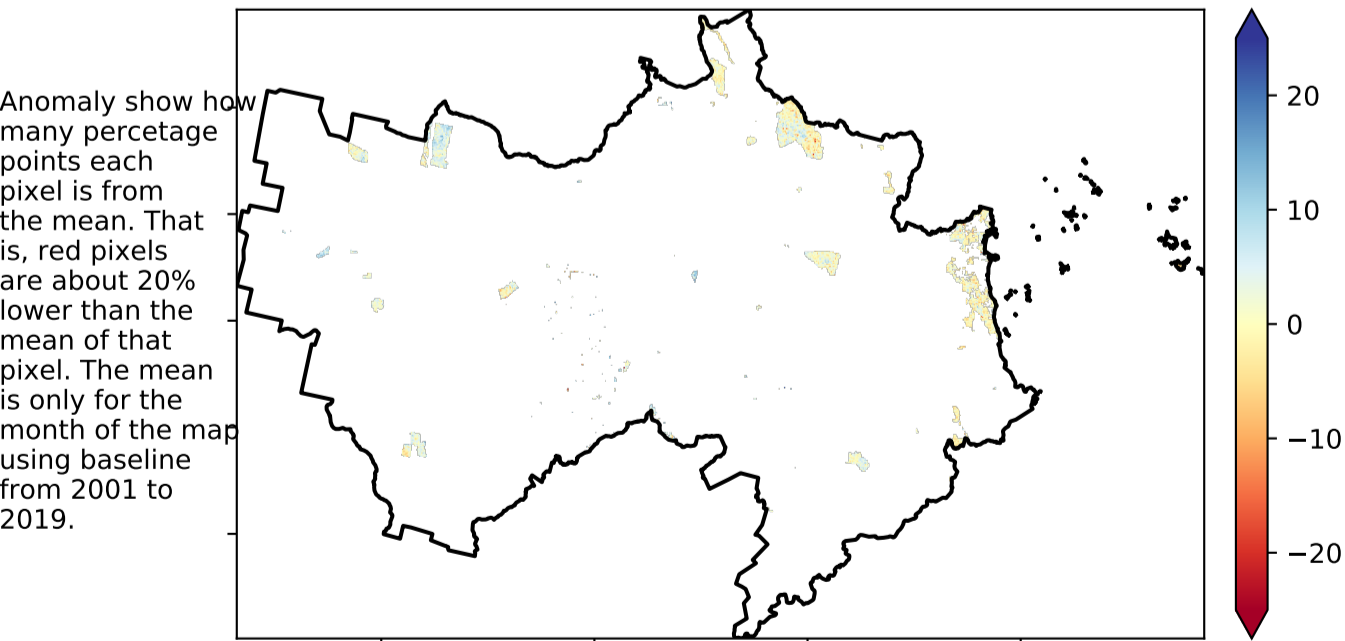 Anomaly show how
many percetage
points each
pixel is from
the mean. That
is, red pixels
are about 20%
lower than the
mean of that
pixel. The mean
is only for the
month of the map
using baseline
from 2001 to
2019.
20
10
0
−10
−20